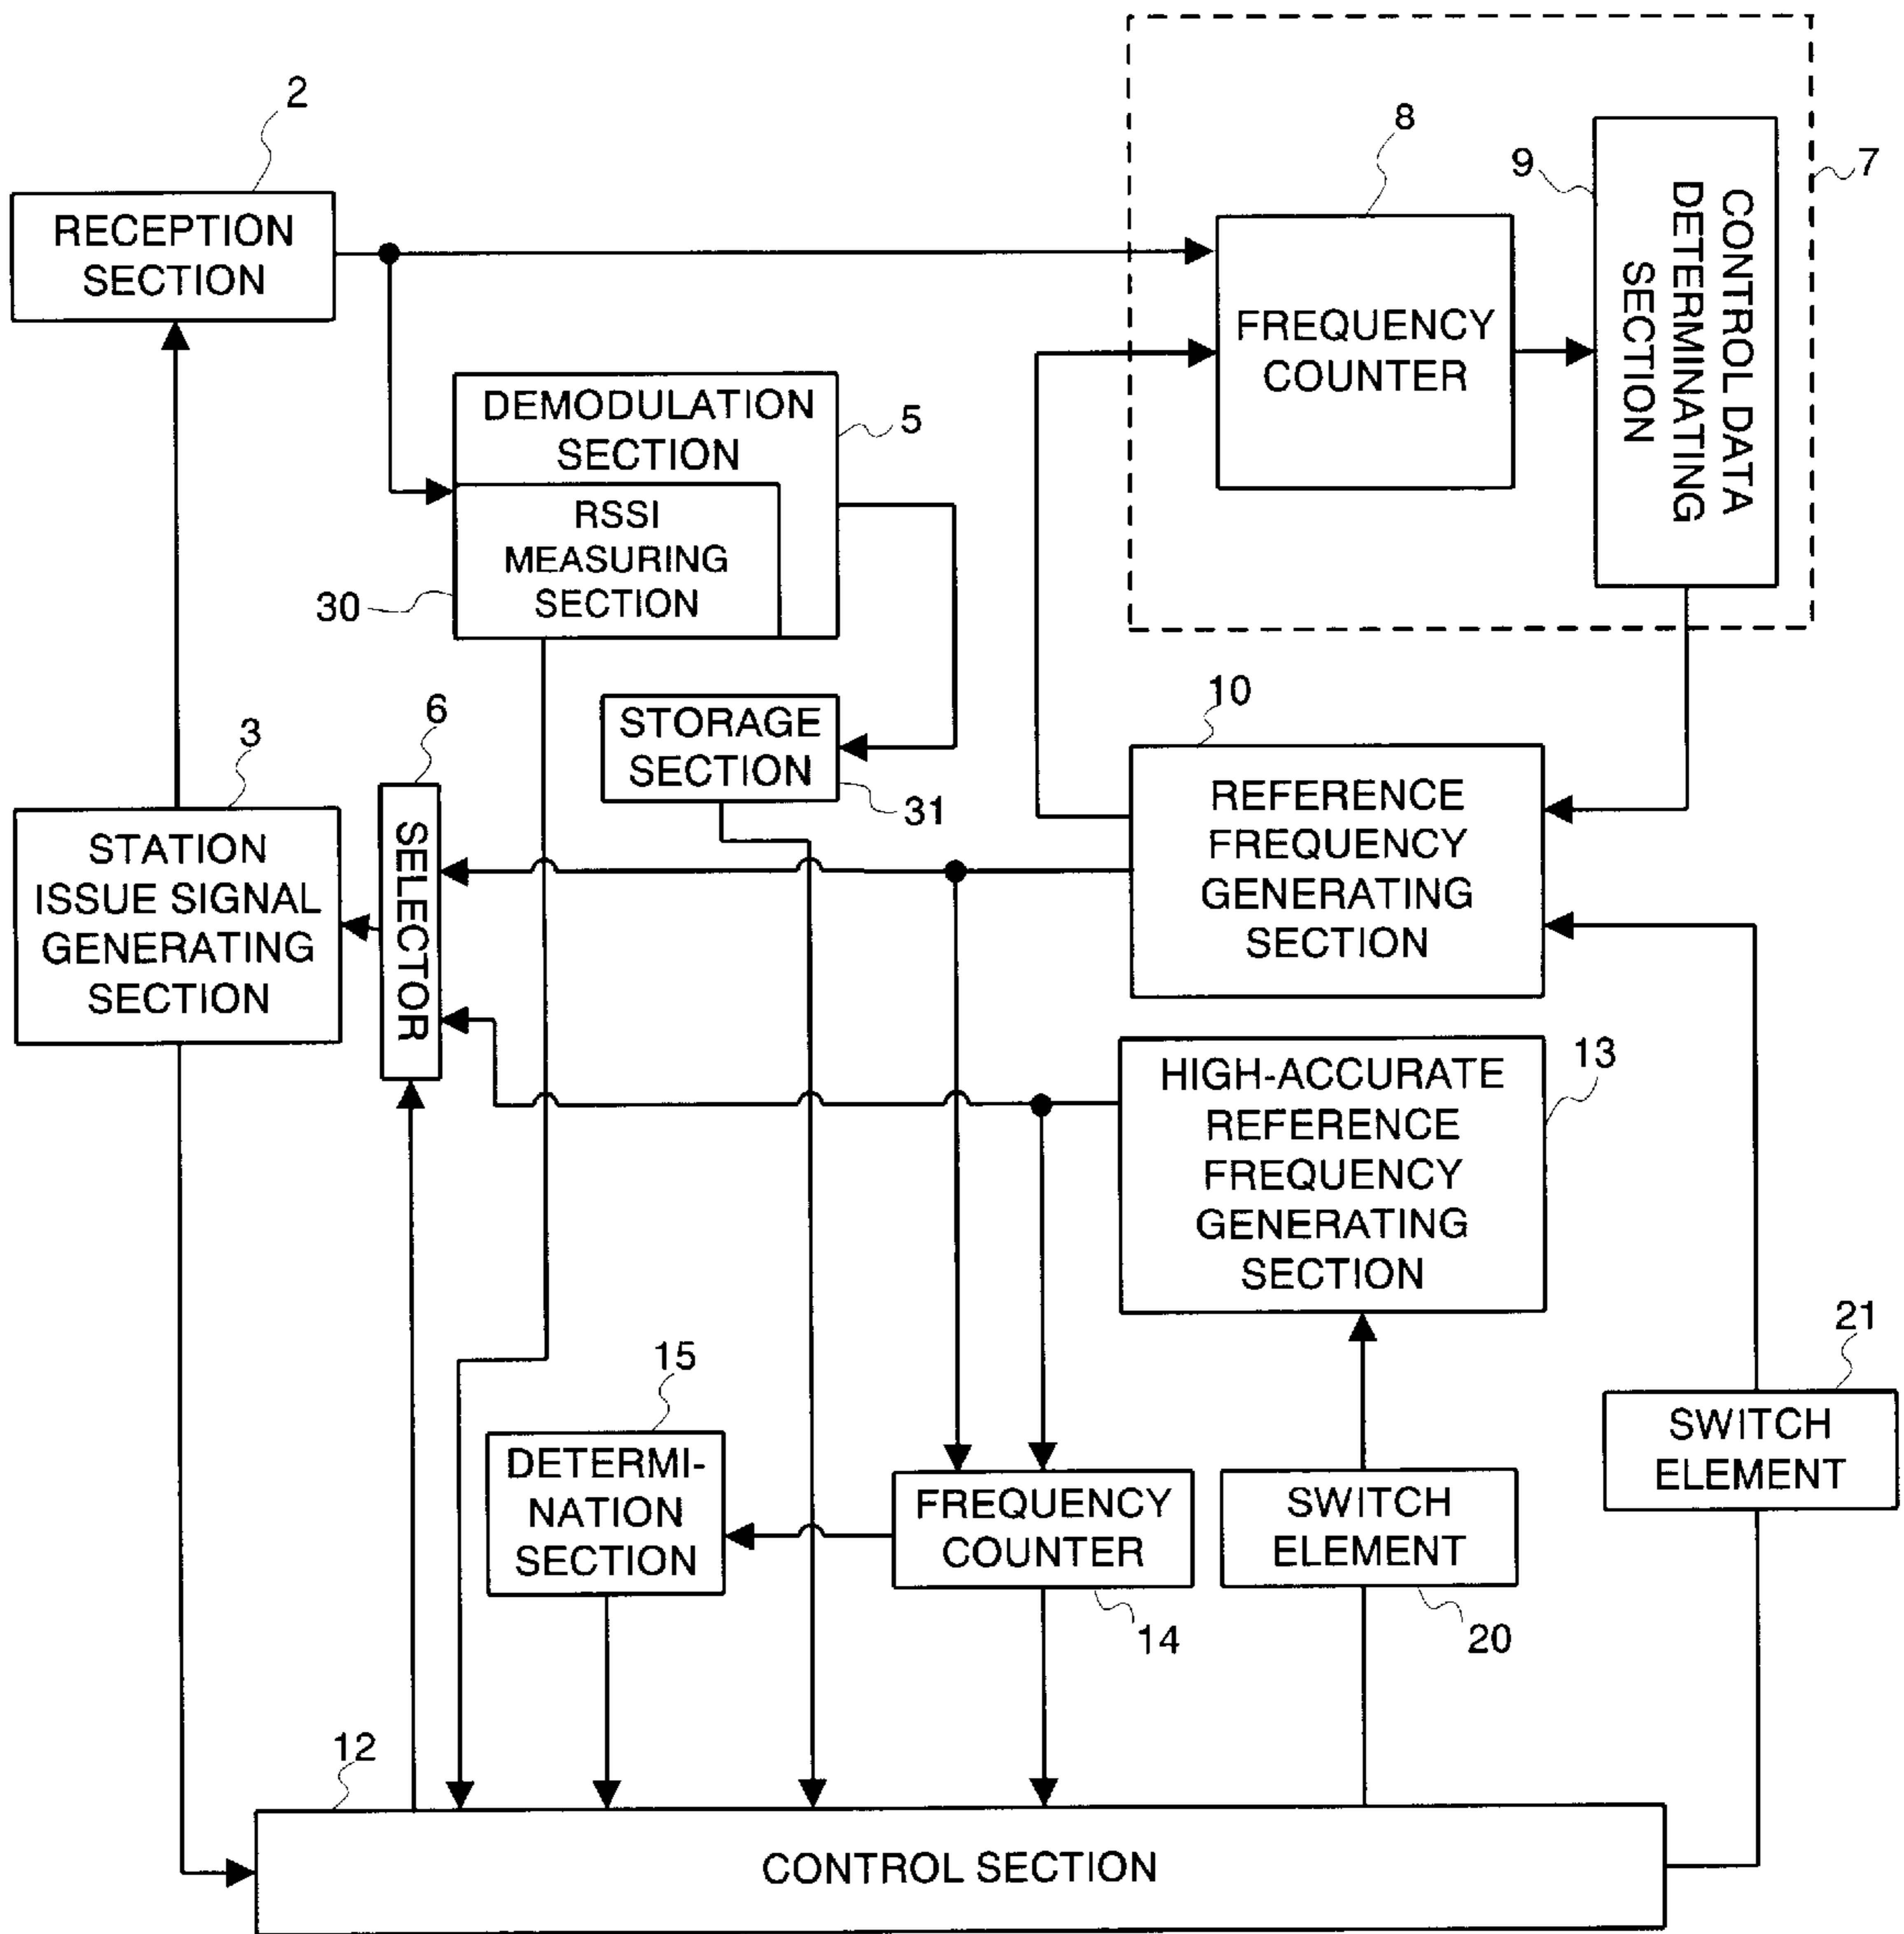 2
RECEPTION
SECTION
8
FREQUENCY
COUNTER
9
CONTROL DATA
DETERMINATING
SECTION
7
DEMODULATION
SECTION
5
RSSI
MEASURING
SECTION
30
STORAGE
SECTION
31
10
REFERENCE
FREQUENCY
GENERATING
SECTION
6
SELECTOR
3
STATION
ISSUE SIGNAL
GENERATING
SECTION
HIGH-ACCURATE
REFERENCE
FREQUENCY
GENERATING
SECTION
13
15
DETERMI-
NATION
SECTION
FREQUENCY
COUNTER
14
SWITCH
ELEMENT
20
21
SWITCH
ELEMENT
12
CONTROL SECTION